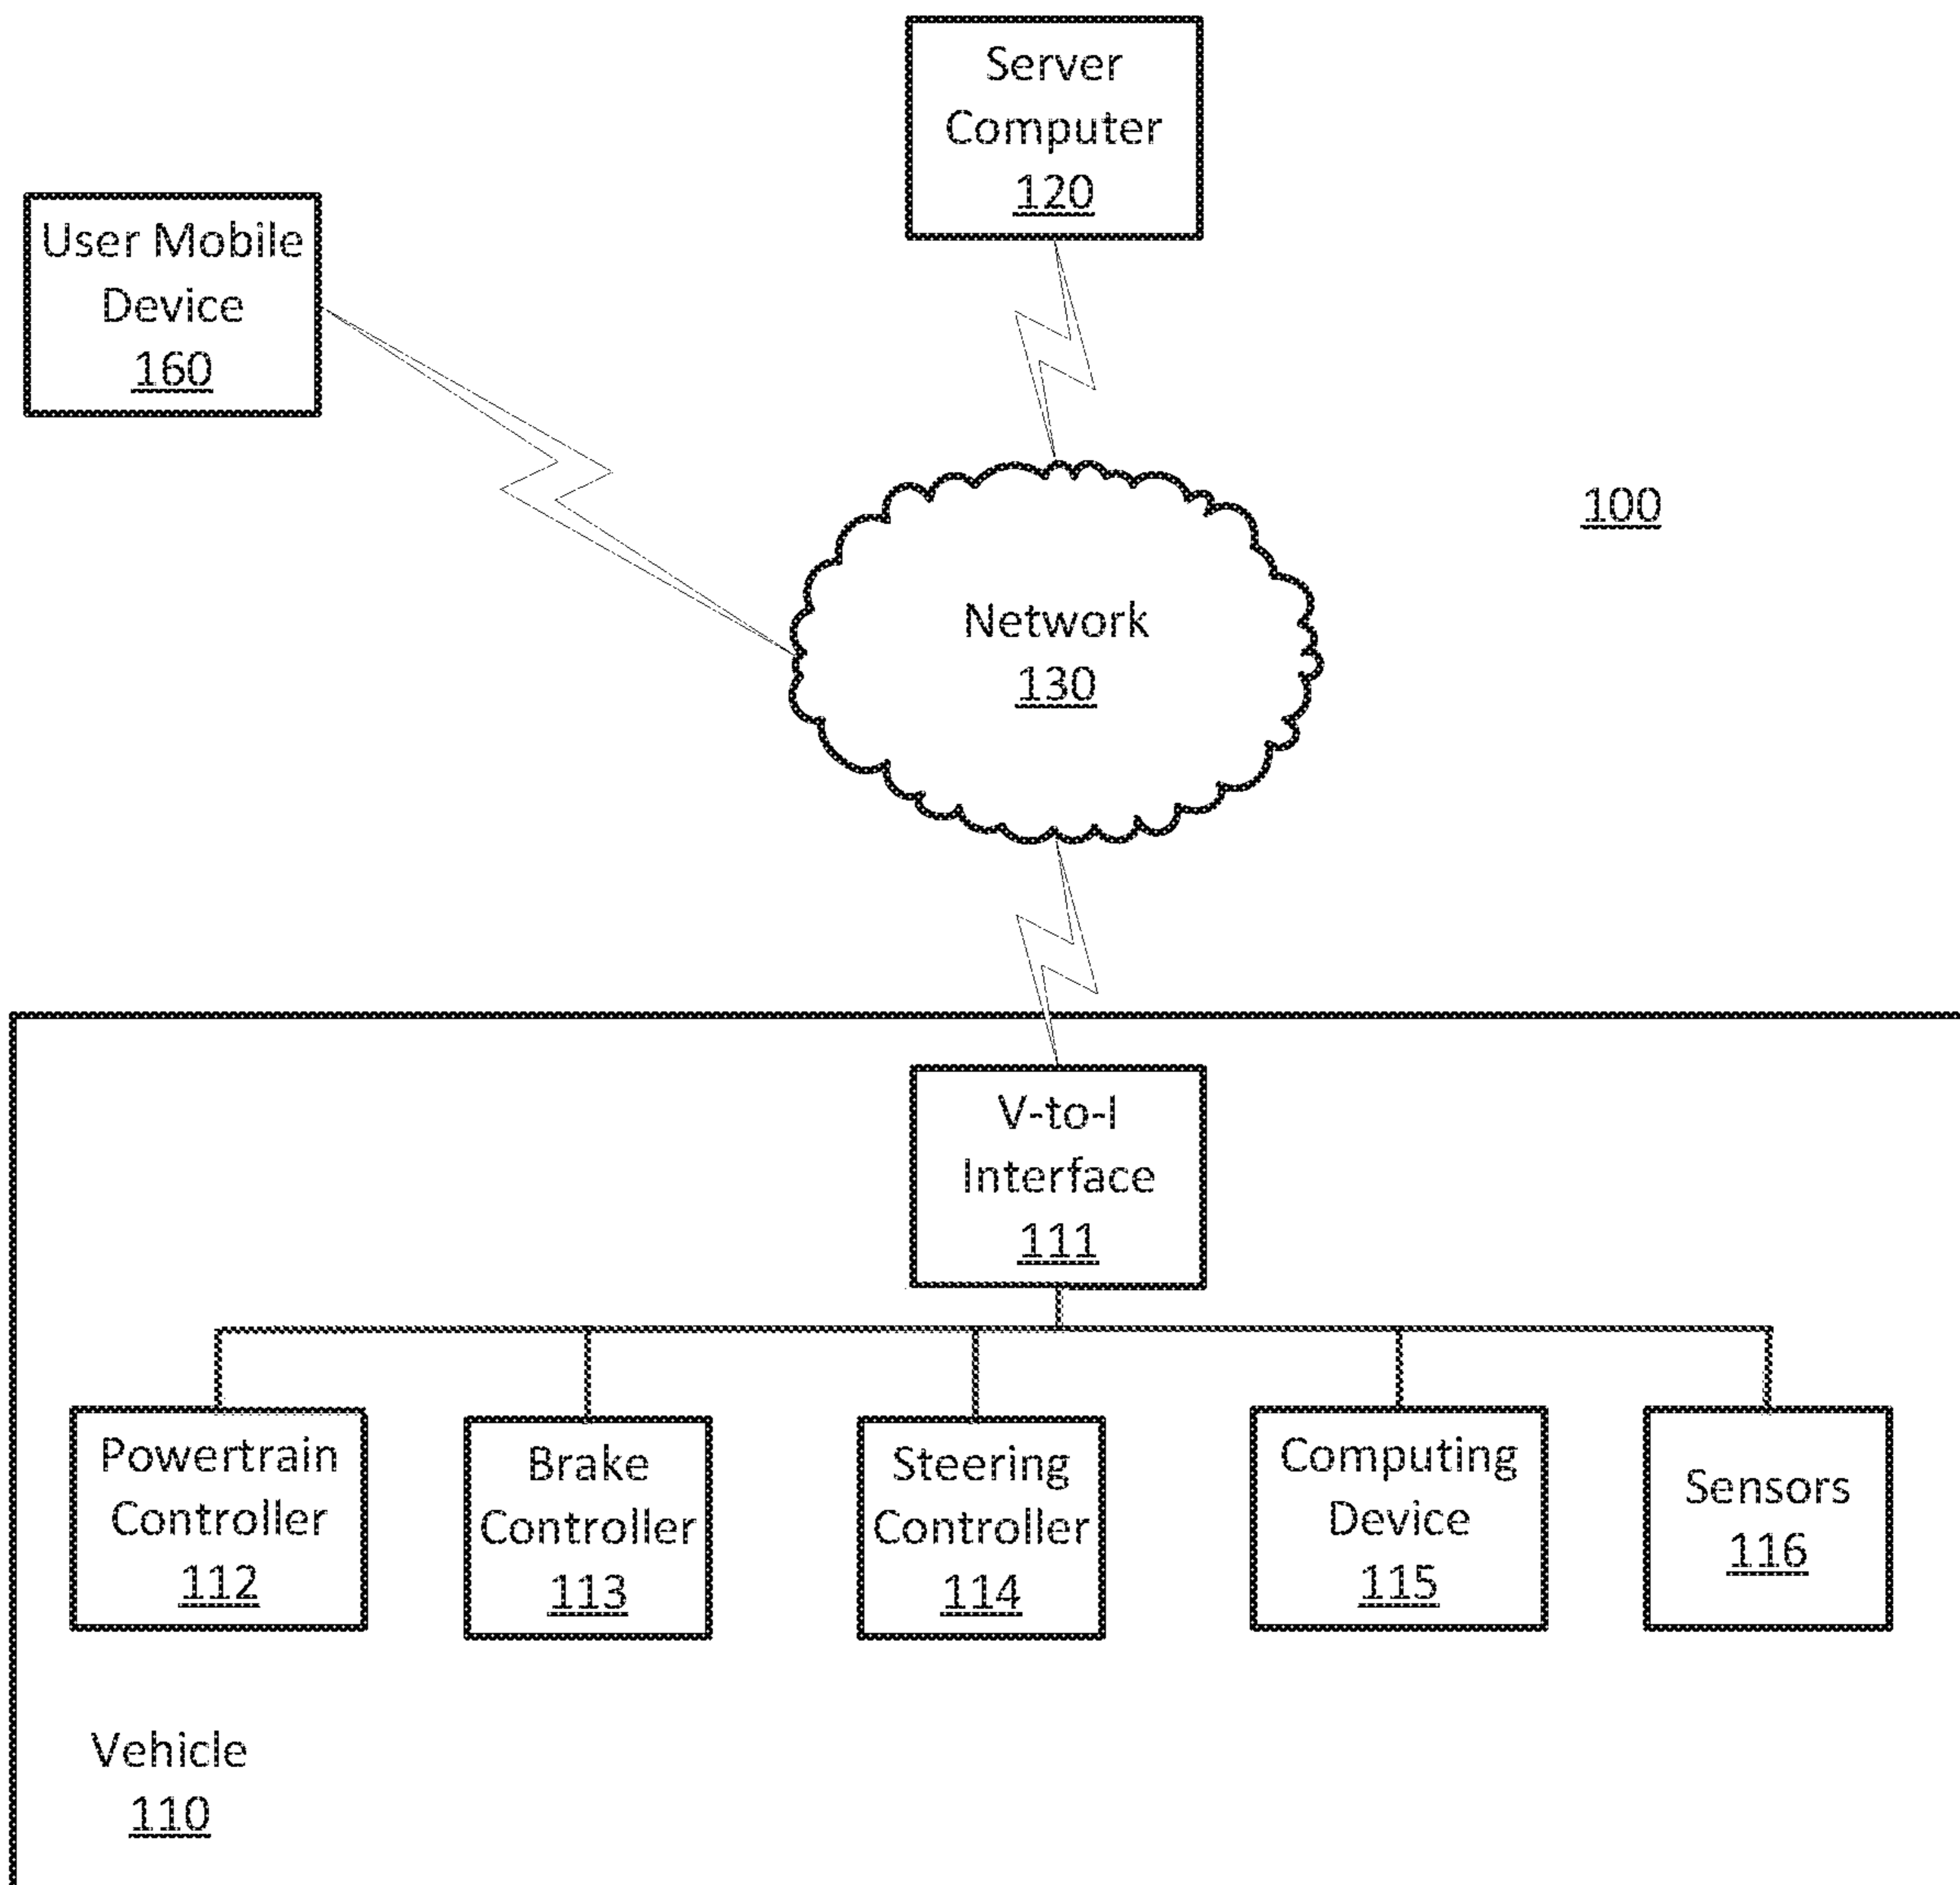 Server
Computer
120
User Mobile
Device
160
100
Network
130
V-to-I
Interface
111
Powertrain
Controller
112
Brake
Controller
113
Steering
Controller
114
Computing
Device
115
Sensors
116
Vehicle
110